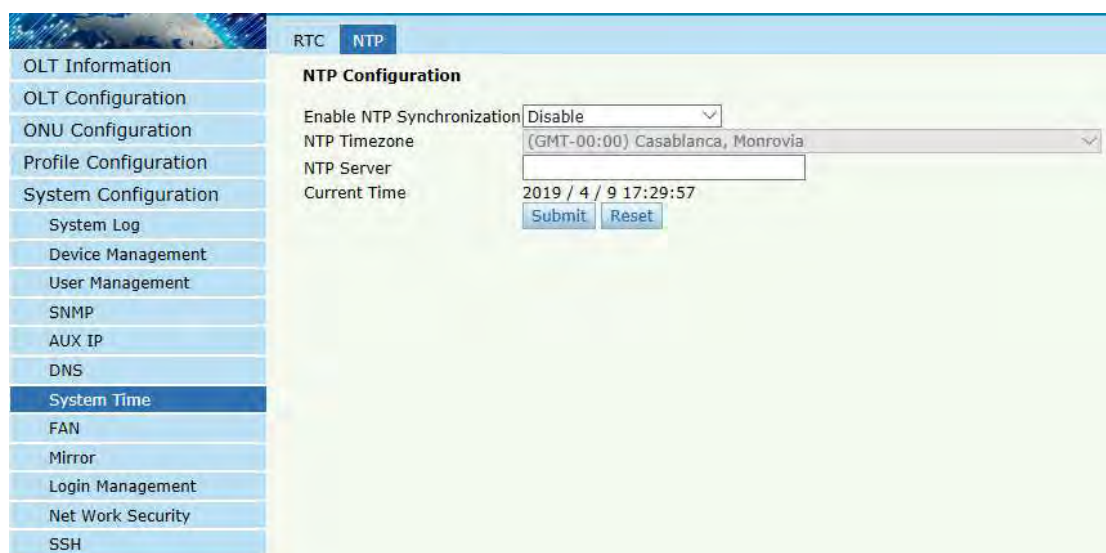 RTC NTP
OLT Information
OLT Configuration
ONU Configuration
Profile Configuration
System Configuration
System Log
Device Management
User Management
SNMP
AUX IP
DNS
System Time
FAN
Mirror
Login Management
Net Work Security
SSH
NTP Configuration
Enable NTP Synchronization Disable
NTP Timezone (GMT-00:00) Casablanca, Monrovia
NTP Server
Current Time 2019 / 4 / 9 17:29:57
Submit Reset